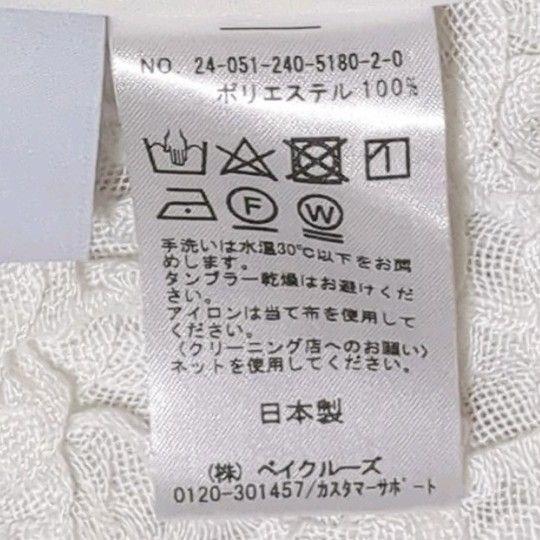 NO. 24-051-240-5180-2-0
ポリエステル 100%
F W
手洗いは水温30℃以下をお奨
めします。
タンブラー乾燥はお避けくだ
さい。
アイロンは当て布を使用して
ください。
〈クリーニング店へのお願い〉
ネットを使用してください。
日本製
(株) ベイクルーズ
0120-301457/カスタマーサポート